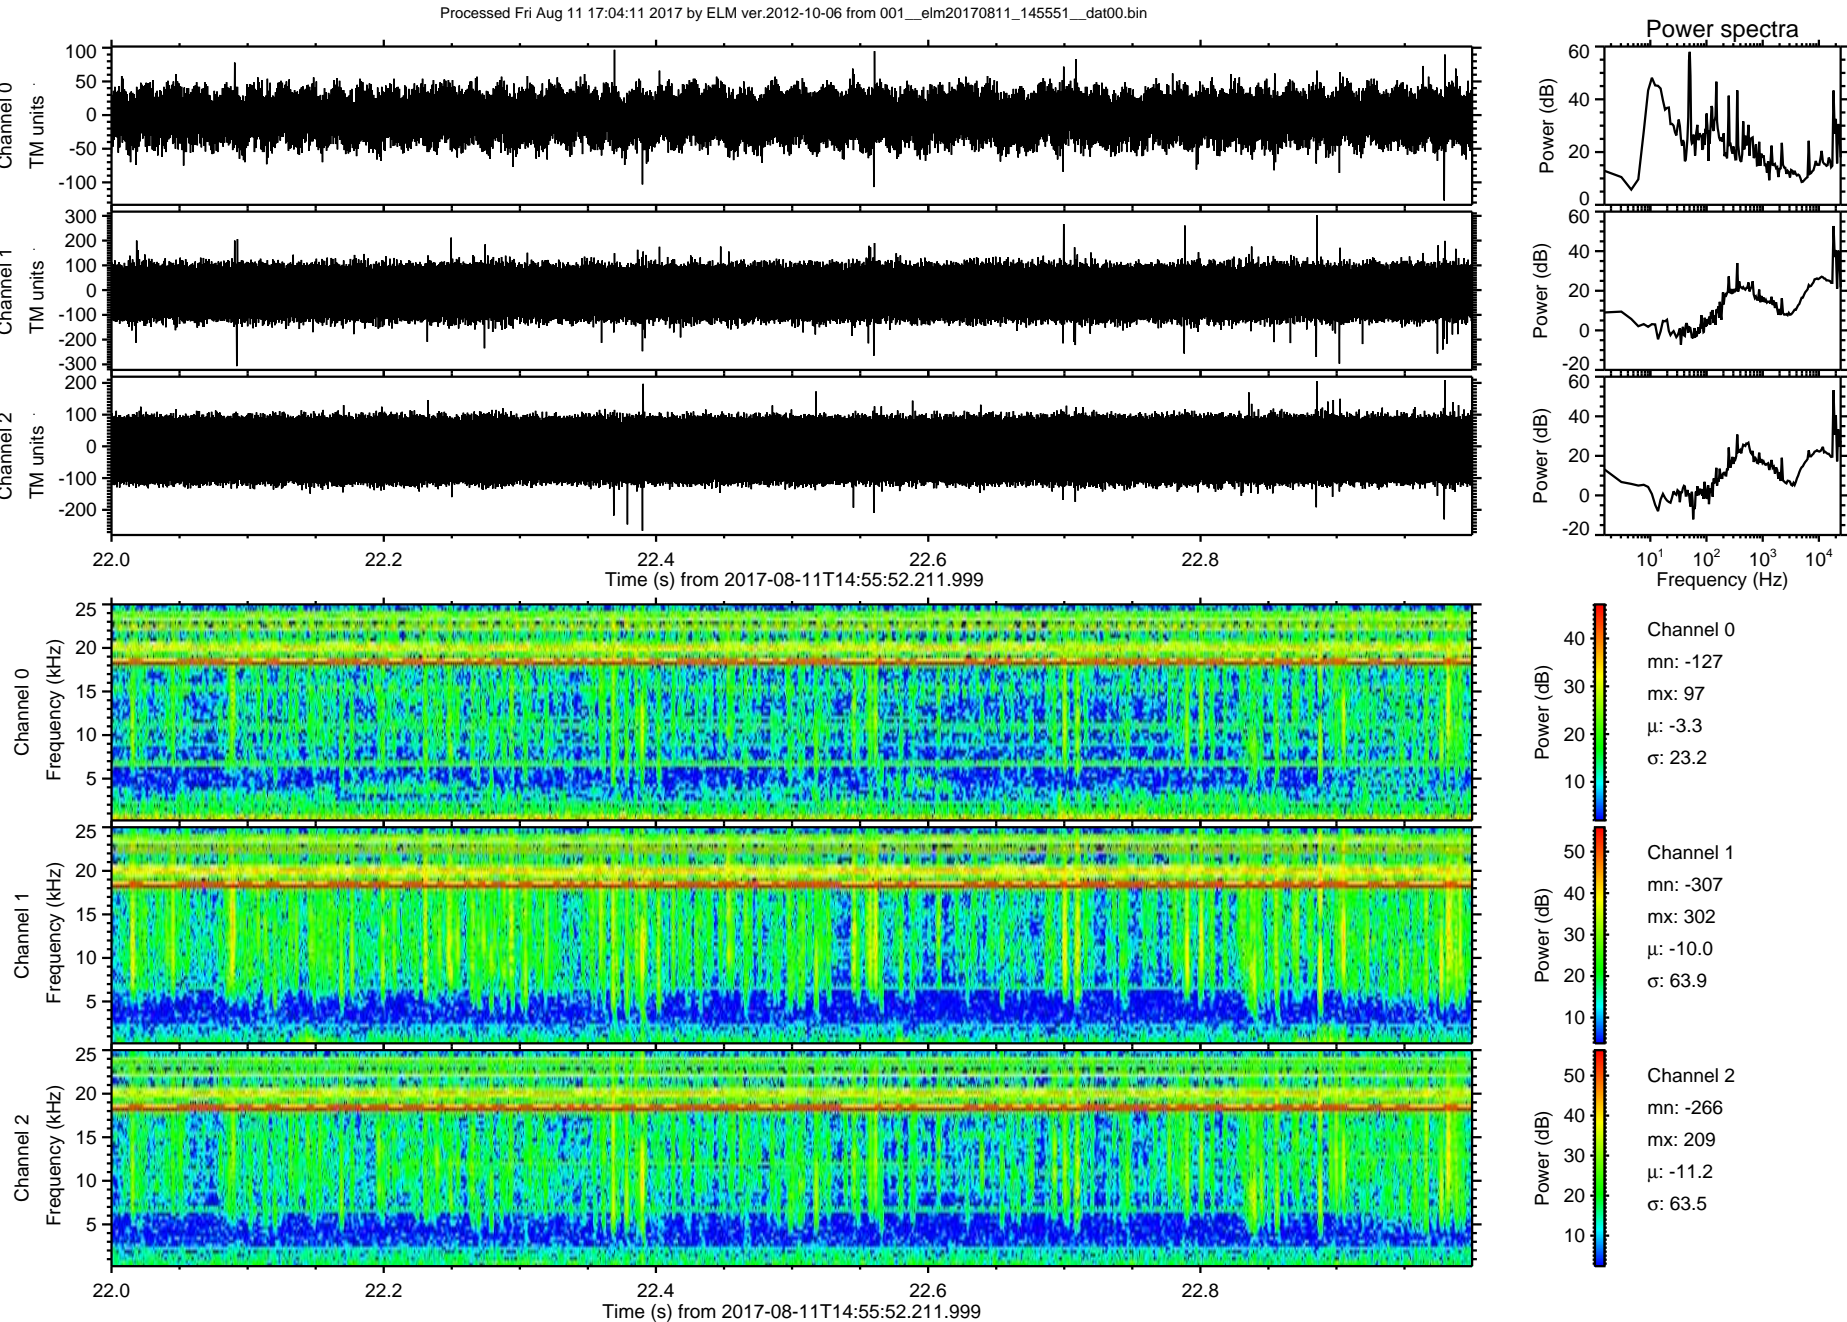 Processed Fri Aug 11 17:04:11 2017 by ELM ver.2012-10-06 from 001__elm20170811_145551__dat00.bin
Power spectra
Channel 0
TM units
100
50
0
-50
-100
Power (dB)
60
40
20
0
Channel 1
TM units
300
200
100
0
-100
-200
-300
Power (dB)
60
40
20
0
-20
Channel 2
TM units
200
100
0
-100
-200
Power (dB)
60
40
20
0
-20
22.0 22.2 22.4 22.6 22.8
Time (s) from 2017-08-11T14:55:52.211.999
10^1 10^2 10^3 10^4
Frequency (Hz)
Channel 0
Frequency (kHz)
25
20
15
10
5
Power (dB)
40
30
20
10
Channel 0
mn: -127
mx: 97
μ: -3.3
σ: 23.2
Channel 1
Frequency (kHz)
25
20
15
10
5
Power (dB)
50
40
30
20
10
Channel 1
mn: -307
mx: 302
μ: -10.0
σ: 63.9
Channel 2
Frequency (kHz)
25
20
15
10
5
Power (dB)
50
40
30
20
10
Channel 2
mn: -266
mx: 209
μ: -11.2
σ: 63.5
22.0 22.2 22.4 22.6 22.8
Time (s) from 2017-08-11T14:55:52.211.999